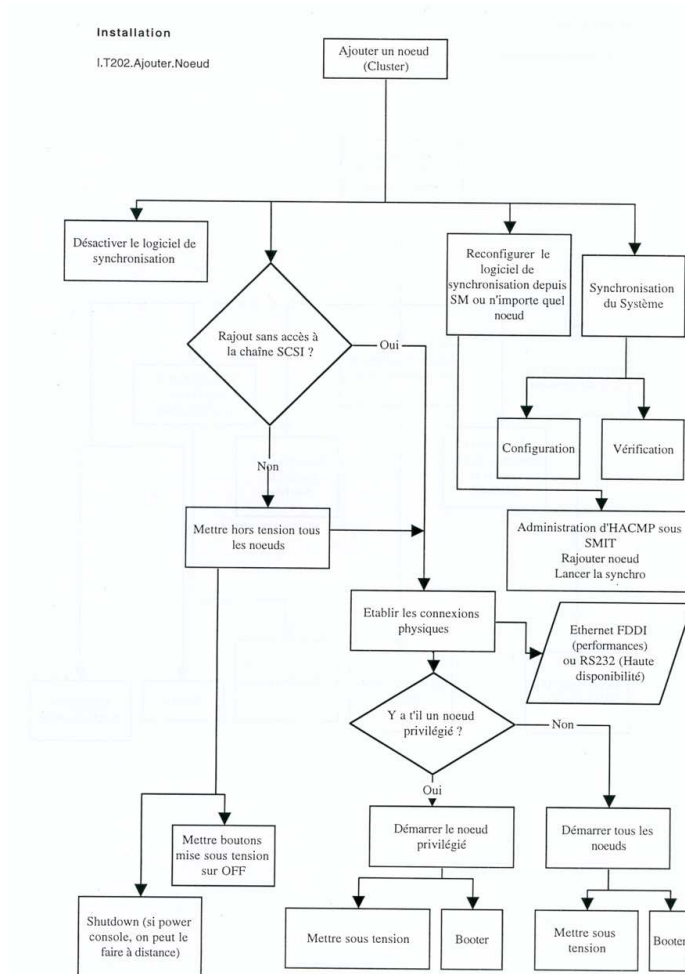 Installation
I.T202.Ajouter.Noeud
Ajouter un noeud
(Cluster)
Désactiver le logiciel de
synchronisation
Reconfigurer le
logiciel de
synchronisation depuis
SM ou n'importe quel
noeud
Synchronisation
du Système
Rajout sans accès à
la chaîne SCSI ?
Oui
Non
Configuration
Vérification
Mettre hors tension tous
les noeuds
Administration d'HACMP sous
SMIT
Rajouter noeud
Lancer la synchro
Etablir les connexions
physiques
Ethernet FDDI
(performances)
ou RS232 (Haute
disponibilité)
Y a t'il un noeud
privilégié ?
Non
Oui
Mettre boutons
mise sous tension
sur OFF
Démarrer le noeud
privilégié
Démarrer tous les
noeuds
Shutdown (si power
console, on peut le
faire à distance)
Mettre sous tension
Booter
Mettre sous
tension
Booter